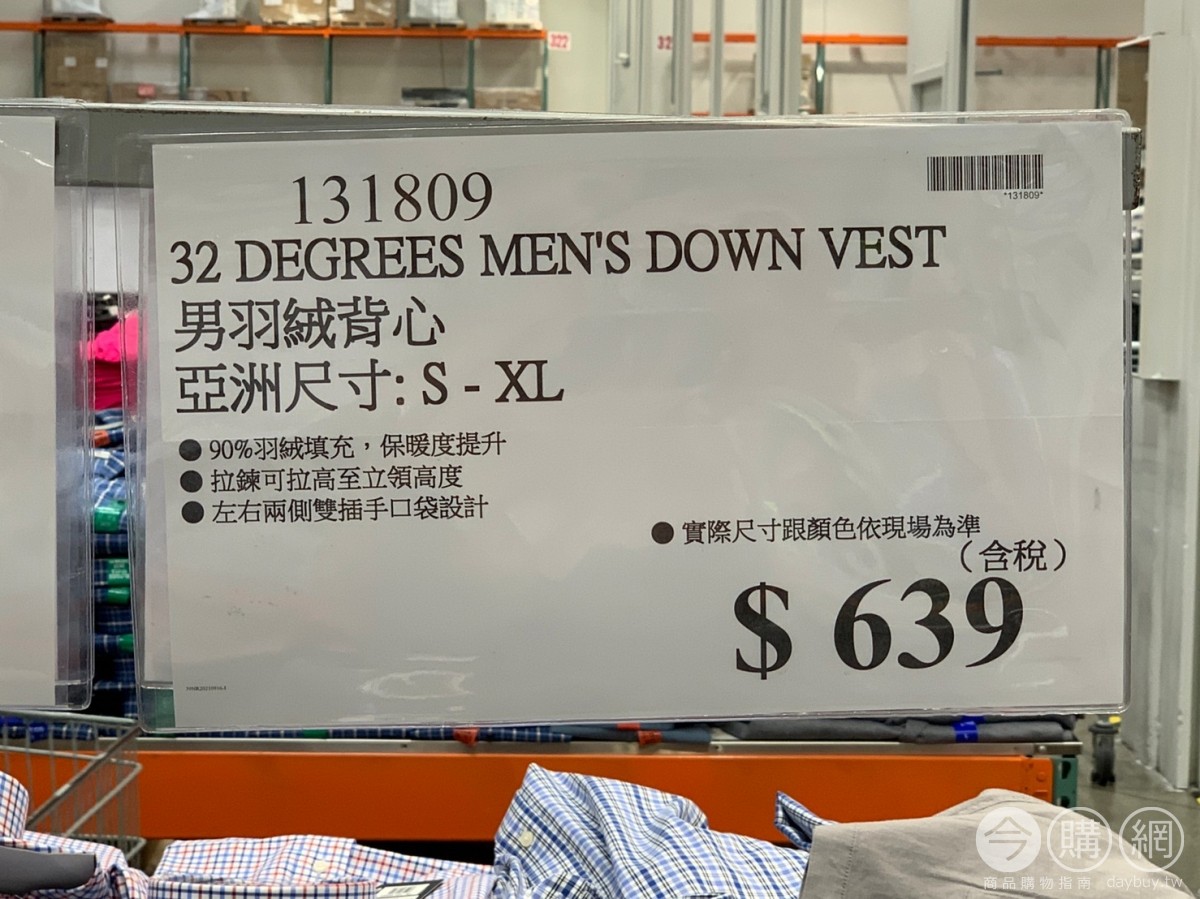 322
32
131809
*131809*
32 DEGREES MEN'S DOWN VEST
男羽絨背心
亞洲尺寸: S - XL
● 90%羽絨填充，保暖度提升
● 拉鍊可拉高至立領高度
● 左右兩側雙插手口袋設計
● 實際尺寸跟顏色依現場為準
（含稅）
$ 639
今購網
商品購物指南 daybuy.tw